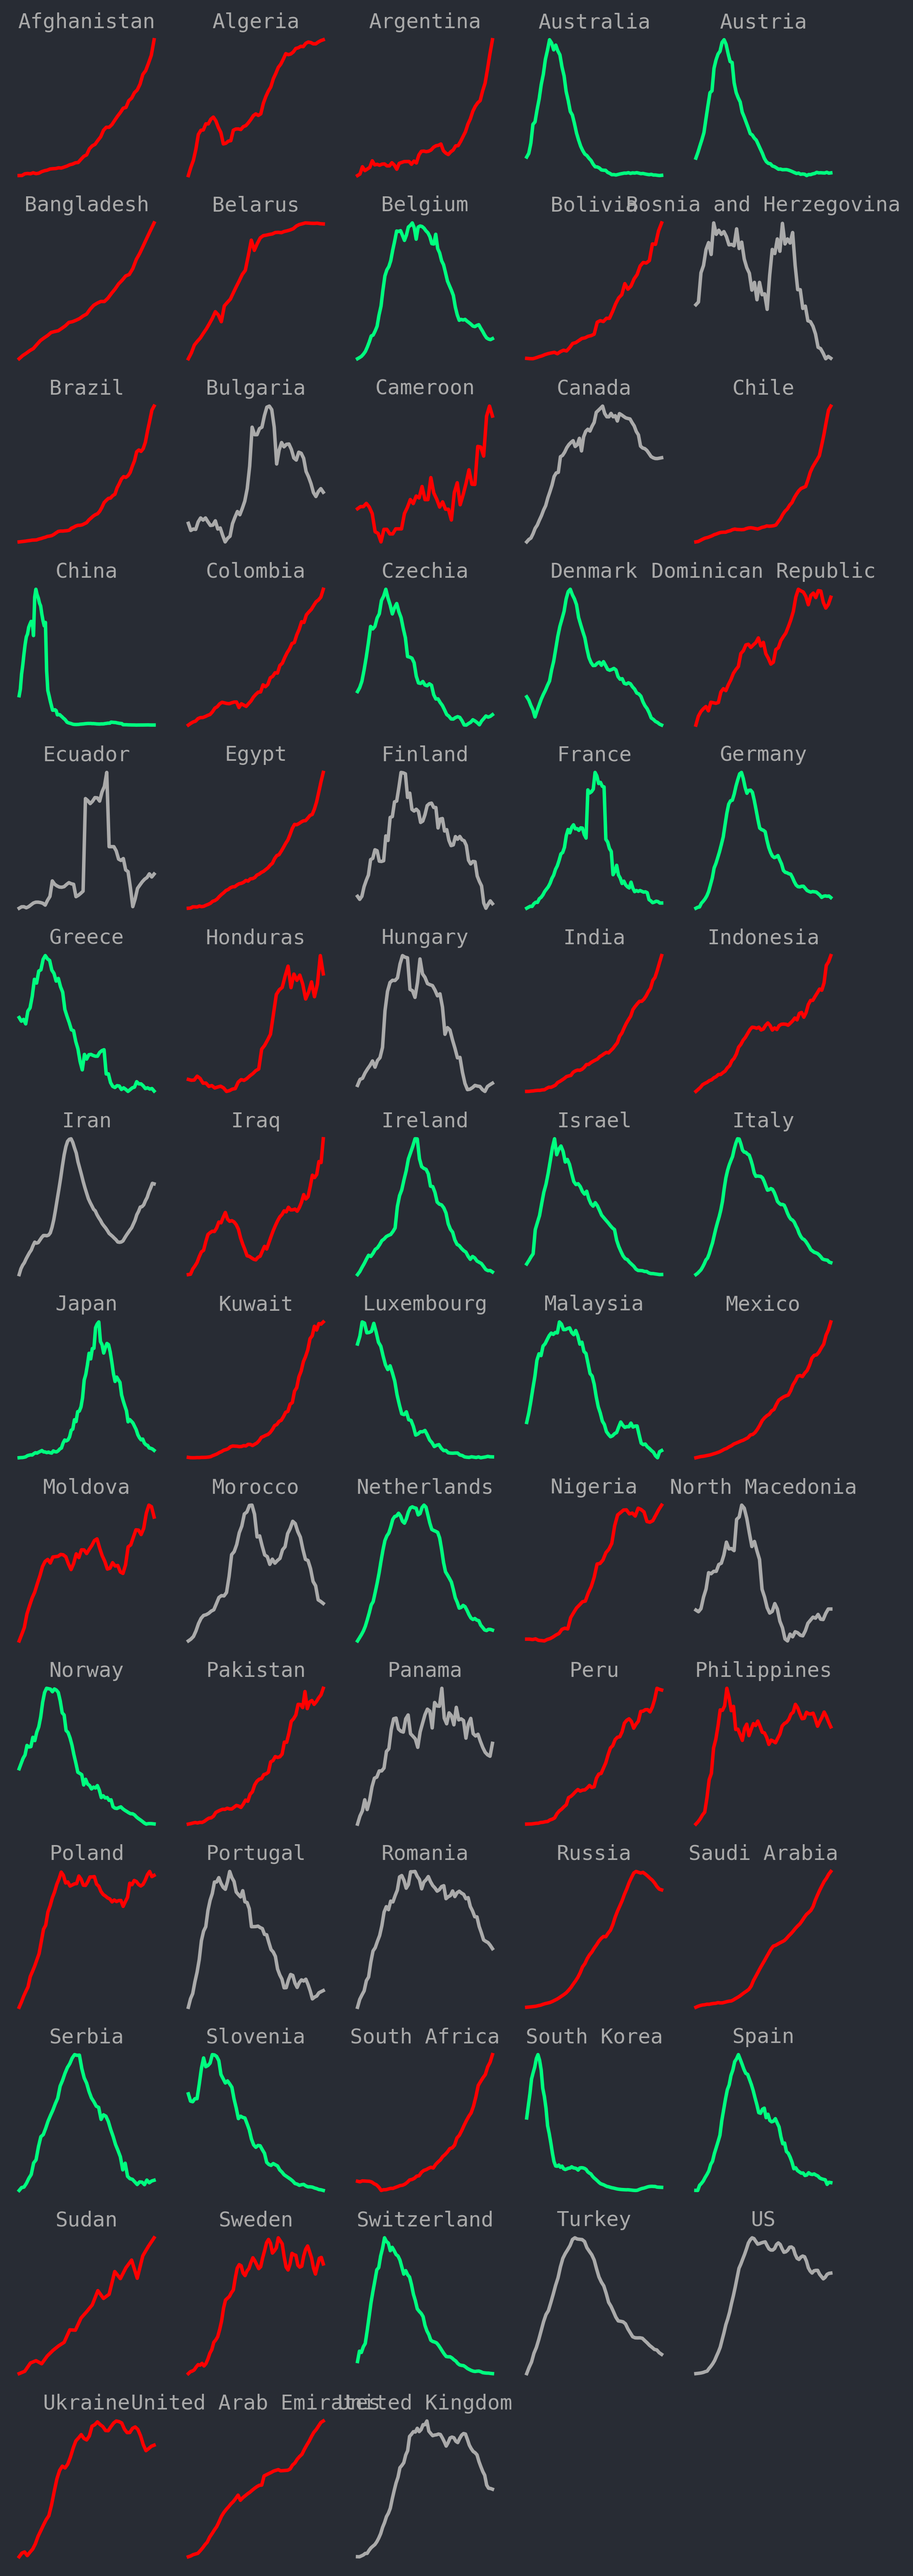 Afghanistan Algeria Argentina Australia Austria
Bangladesh Belarus Belgium Bolivia Bosnia and Herzegovina
Brazil Bulgaria Cameroon Canada Chile
China Colombia Czechia Denmark Dominican Republic
Ecuador Egypt Finland France Germany
Greece Honduras Hungary India Indonesia
Iran Iraq Ireland Israel Italy
Japan Kuwait Luxembourg Malaysia Mexico
Moldova Morocco Netherlands Nigeria North Macedonia
Norway Pakistan Panama Peru Philippines
Poland Portugal Romania Russia Saudi Arabia
Serbia Slovenia South Africa South Korea Spain
Sudan Sweden Switzerland Turkey US
Ukraine United Arab Emirates United Kingdom